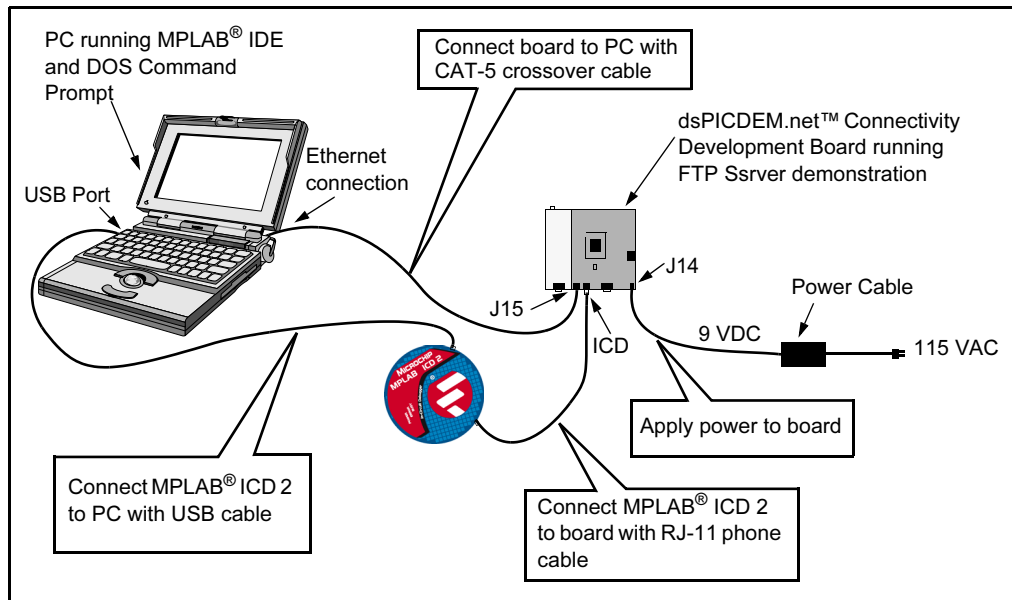 PC running MPLAB® IDE
and DOS Command
Prompt
Connect board to PC with
CAT-5 crossover cable
dsPICDEM.net™ Connectivity
Development Board running
FTP Ssrver demonstration
Ethernet
connection
USB Port
J14
J15
ICD
Power Cable
9 VDC
115 VAC
MICROCHIP
MPLAB ICD 2
Apply power to board
Connect MPLAB® ICD 2
to PC with USB cable
Connect MPLAB® ICD 2
to board with RJ-11 phone
cable